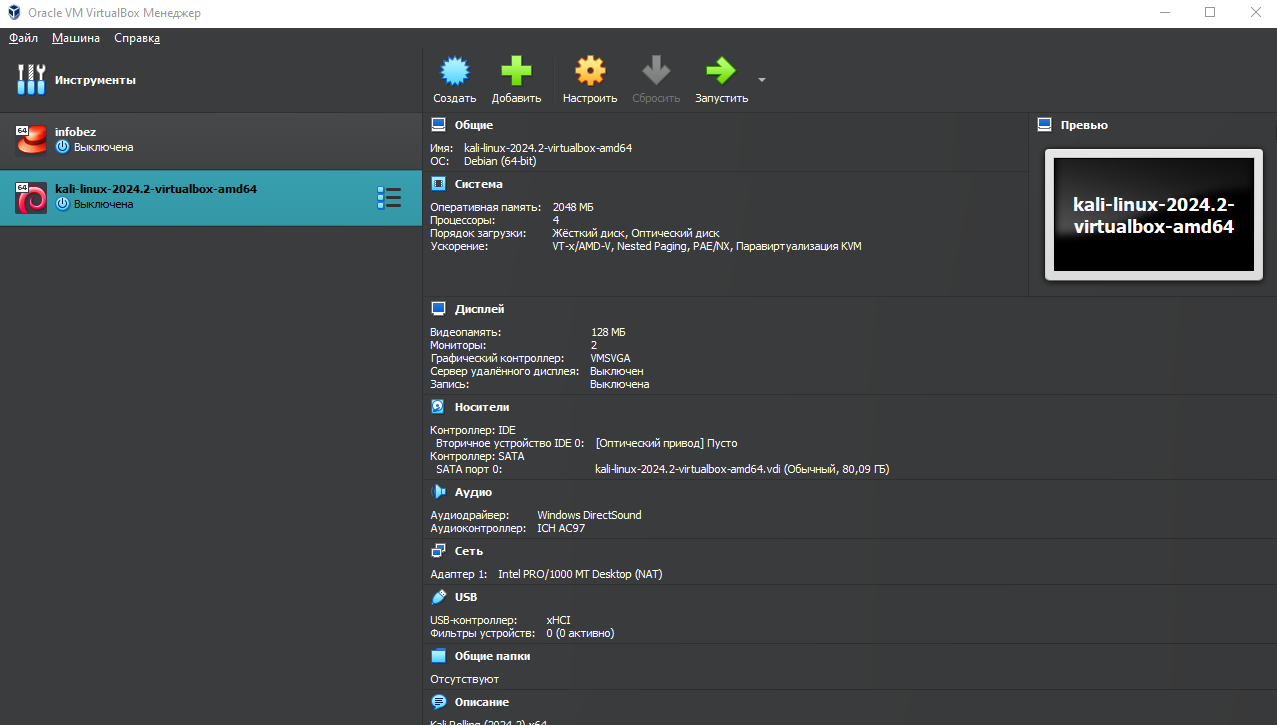 Oracle VM VirtualBox Менеджер
Файл Машина Справка
Инструменты
Создать Добавить Настроить Сбросить Запустить
64
infobez
Выключена
64
kali-linux-2024.2-virtualbox-amd64
Выключена
Общие
Имя: kali-linux-2024.2-virtualbox-amd64
ОС: Debian (64-bit)
Превью
kali-linux-2024.2-
virtualbox-amd64
Система
Оперативная память: 2048 МБ
Процессоры: 4
Порядок загрузки: Жёсткий диск, Оптический диск
Ускорение: VT-x/AMD-V, Nested Paging, PAE/NX, Паравиртуализация KVM
Дисплей
Видеопамять: 128 МБ
Мониторы: 2
Графический контроллер: VMSVGA
Сервер удалённого дисплея: Выключен
Запись: Выключена
Носители
Контроллер: IDE
Вторичное устройство IDE 0: [Оптический привод] Пусто
Контроллер: SATA
SATA порт 0: kali-linux-2024.2-virtualbox-amd64.vdi (Обычный, 80,09 ГБ)
Аудио
Аудиодрайвер: Windows DirectSound
Аудиоконтроллер: ICH AC97
Сеть
Адаптер 1: Intel PRO/1000 MT Desktop (NAT)
USB
USB-контроллер: xHCI
Фильтры устройств: 0 (0 активно)
Общие папки
Отсутствуют
Описание
Kali Rolling (2024.2) x64